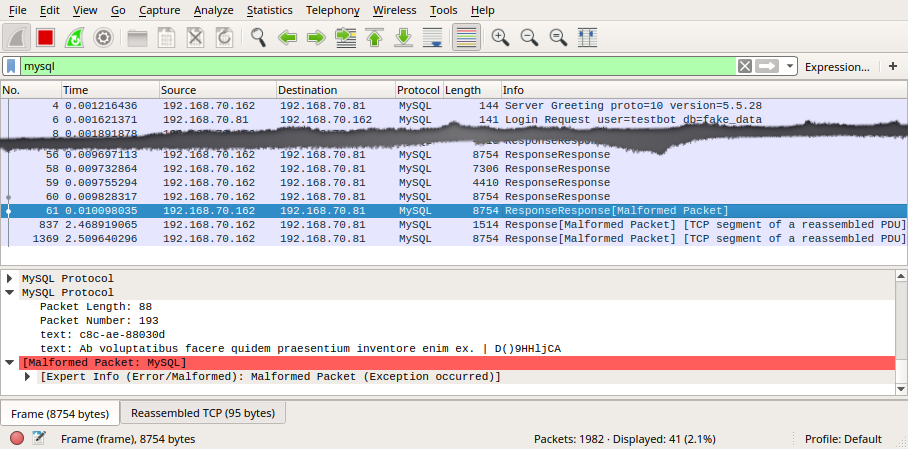 File Edit View Go Capture Analyze Statistics Telephony Wireless Tools Help
mysql Expression... +
No. Time Source Destination Protocol Length Info
4 0.001216436 192.168.70.162 192.168.70.81 MySQL 144 Server Greeting proto=10 version=5.5.28
6 0.001621371 192.168.70.81 192.168.70.162 MySQL 141 Login Request user=testbot db=fake_data
8 0.001891878
56 0.009697113 192.168.70.162 192.168.70.81 MySQL 8754 ResponseResponse
58 0.009732864 192.168.70.162 192.168.70.81 MySQL 7306 ResponseResponse
59 0.009755294 192.168.70.162 192.168.70.81 MySQL 4410 ResponseResponse
60 0.009828317 192.168.70.162 192.168.70.81 MySQL 8754 ResponseResponse
61 0.010098035 192.168.70.162 192.168.70.81 MySQL 8754 ResponseResponse[Malformed Packet]
837 2.468919065 192.168.70.162 192.168.70.81 MySQL 1514 Response[Malformed Packet] [TCP segment of a reassembled PDU]
1369 2.509640296 192.168.70.162 192.168.70.81 MySQL 8754 Response[Malformed Packet] [TCP segment of a reassembled PDU]
MySQL Protocol
MySQL Protocol
Packet Length: 88
Packet Number: 193
text: c8c-ae-88030d
text: Ab voluptatibus facere quidem praesentium inventore enim ex. | D()9HHljCA
[Malformed Packet: MySQL]
[Expert Info (Error/Malformed): Malformed Packet (Exception occurred)]
Frame (8754 bytes) Reassembled TCP (95 bytes)
Frame (frame), 8754 bytes Packets: 1982 · Displayed: 41 (2.1%) Profile: Default